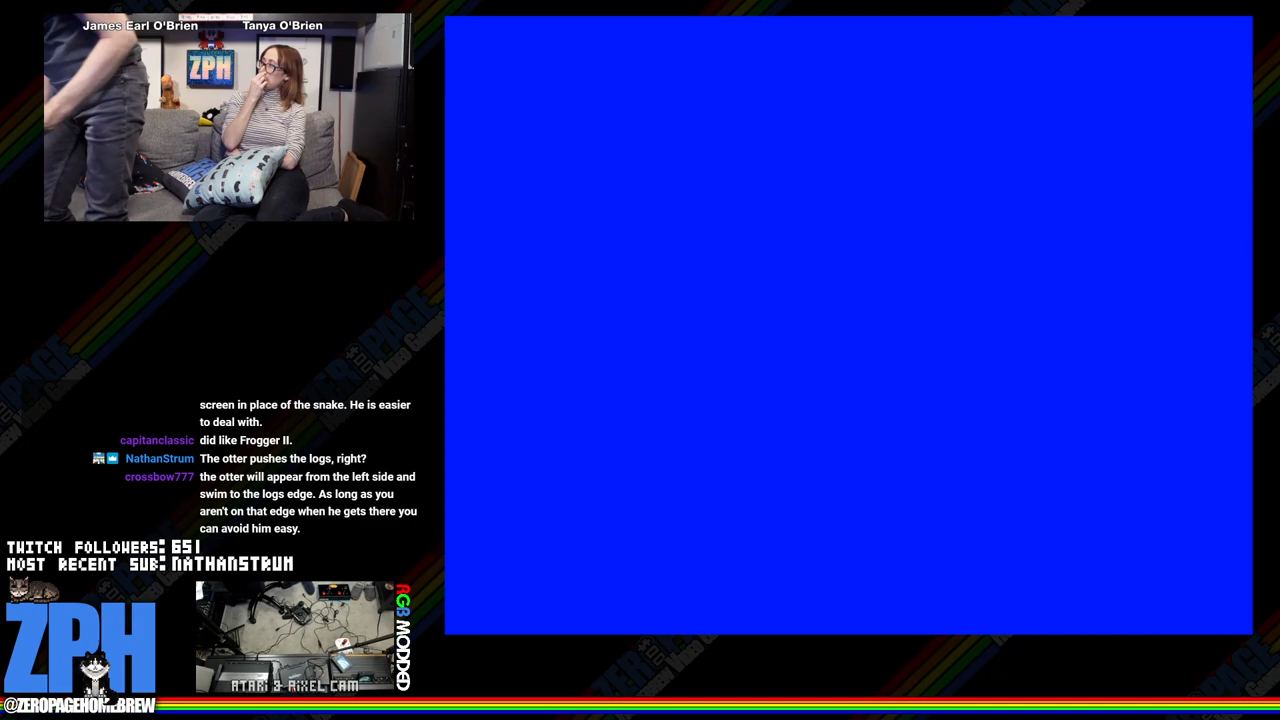 James Earl O'Brien
Tanya O'Brien
ZPH
screen in place of the snake. He is easier
to deal with.
capitanclassic did like Frogger II.
NathanStrum The otter pushes the logs, right?
crossbow777 the otter will appear from the left side and
swim to the logs edge. As long as you
aren't on that edge when he gets there you
can avoid him easy.
TWITCH FOLLOWERS: 651
MOST RECENT SUB: NATHANSTRUM
ZPH
RGB MODDED
ATARI & PIXEL CAM
@ZEROPAGEHOMEBREW